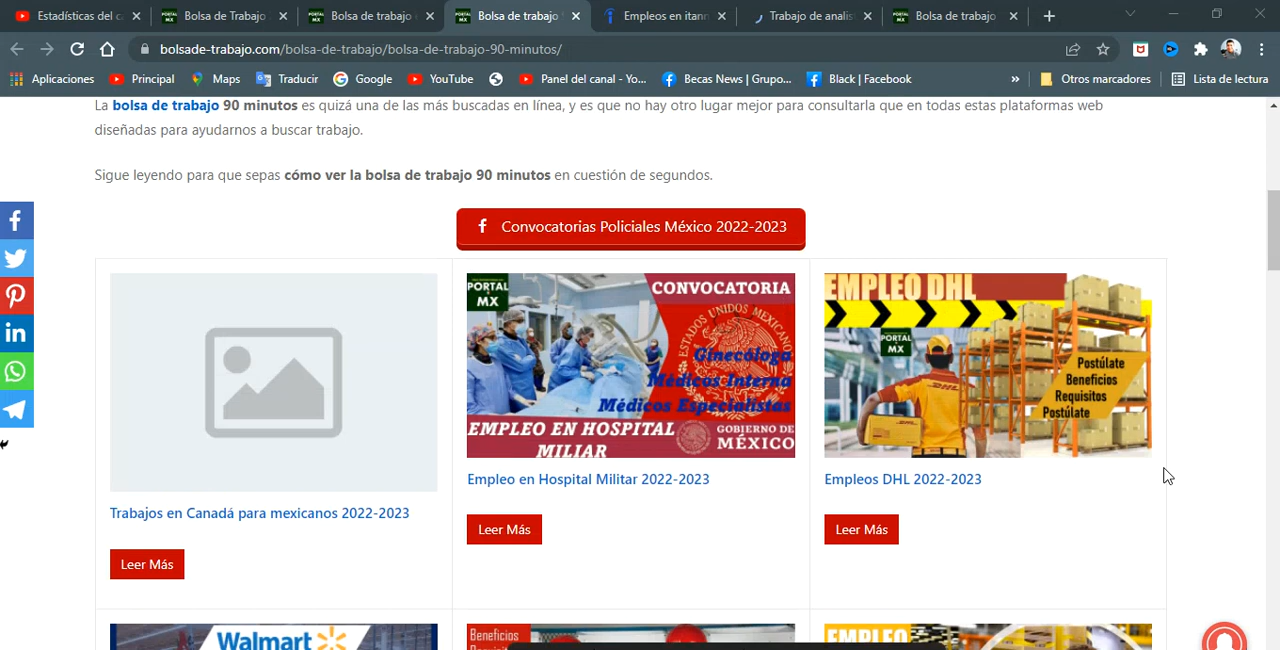 Estadísticas del c
Bolsa de Trabajo
Bolsa de trabajo
Bolsa de trabajo
Empleos en itann
Trabajo de analis
Bolsa de trabajo
bolsade-trabajo.com/bolsa-de-trabajo/bolsa-de-trabajo-90-minutos/
Aplicaciones
Principal
Maps
Traducir
Google
YouTube
Panel del canal - Yo...
Becas News | Grupo...
Black | Facebook
»
Otros marcadores
Lista de lectura
La bolsa de trabajo 90 minutos es quizá una de las más buscadas en línea, y es que no hay otro lugar mejor para consultarla que en todas estas plataformas web
diseñadas para ayudarnos a buscar trabajo.
Sigue leyendo para que sepas cómo ver la bolsa de trabajo 90 minutos en cuestión de segundos.
Convocatorias Policiales México 2022-2023
Trabajos en Canadá para mexicanos 2022-2023
Leer Más
PORTAL
MX
CONVOCATORIA
ESTADOS UNIDOS MEXICANOS
Ginecóloga
Médicos Interna
Médicos Especialistas
EMPLEO EN HOSPITAL
MILIAR
GOBIERNO DE
MÉXICO
Empleo en Hospital Militar 2022-2023
Leer Más
EMPLEO DHL
PORTAL
MX
DHL
Postúlate
Beneficios
Requisitos
Postúlate
Empleos DHL 2022-2023
Leer Más
Walmart
Beneficios
EMPLEO